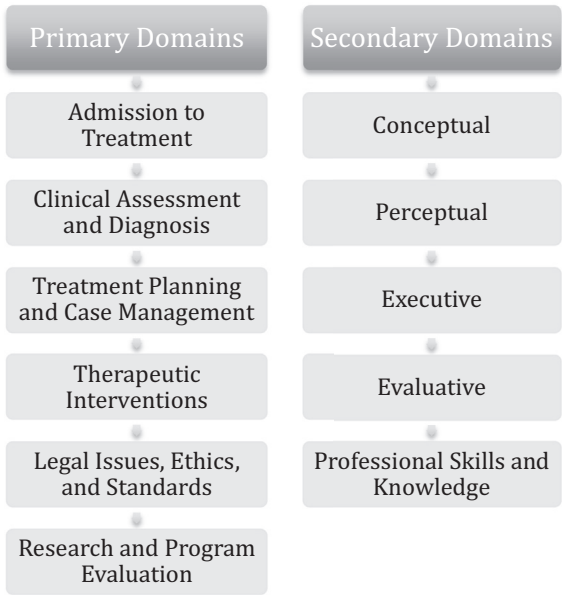 Primary Domains
Admission to
Treatment
Clinical Assessment
and Diagnosis
Treatment Planning
and Case Management
Therapeutic
Interventions
Legal Issues, Ethics,
and Standards
Research and Program
Evaluation
Secondary Domains
Conceptual
Perceptual
Executive
Evaluative
Professional Skills and
Knowledge